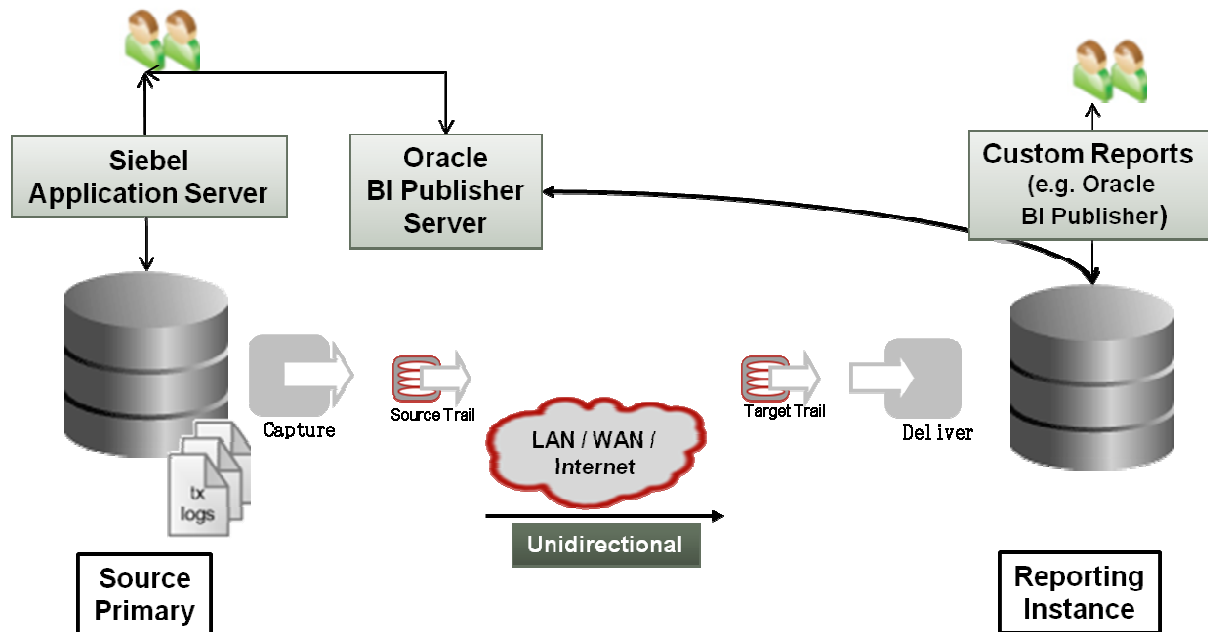 Siebel
Application Server
Oracle
BI Publisher
Server
Custom Reports
(e.g. Oracle
BI Publisher)
Capture
Source Trail
LAN / WAN /
Internet
Target Trail
Deliver
tx
logs
Unidirectional
Source
Primary
Reporting
Instance